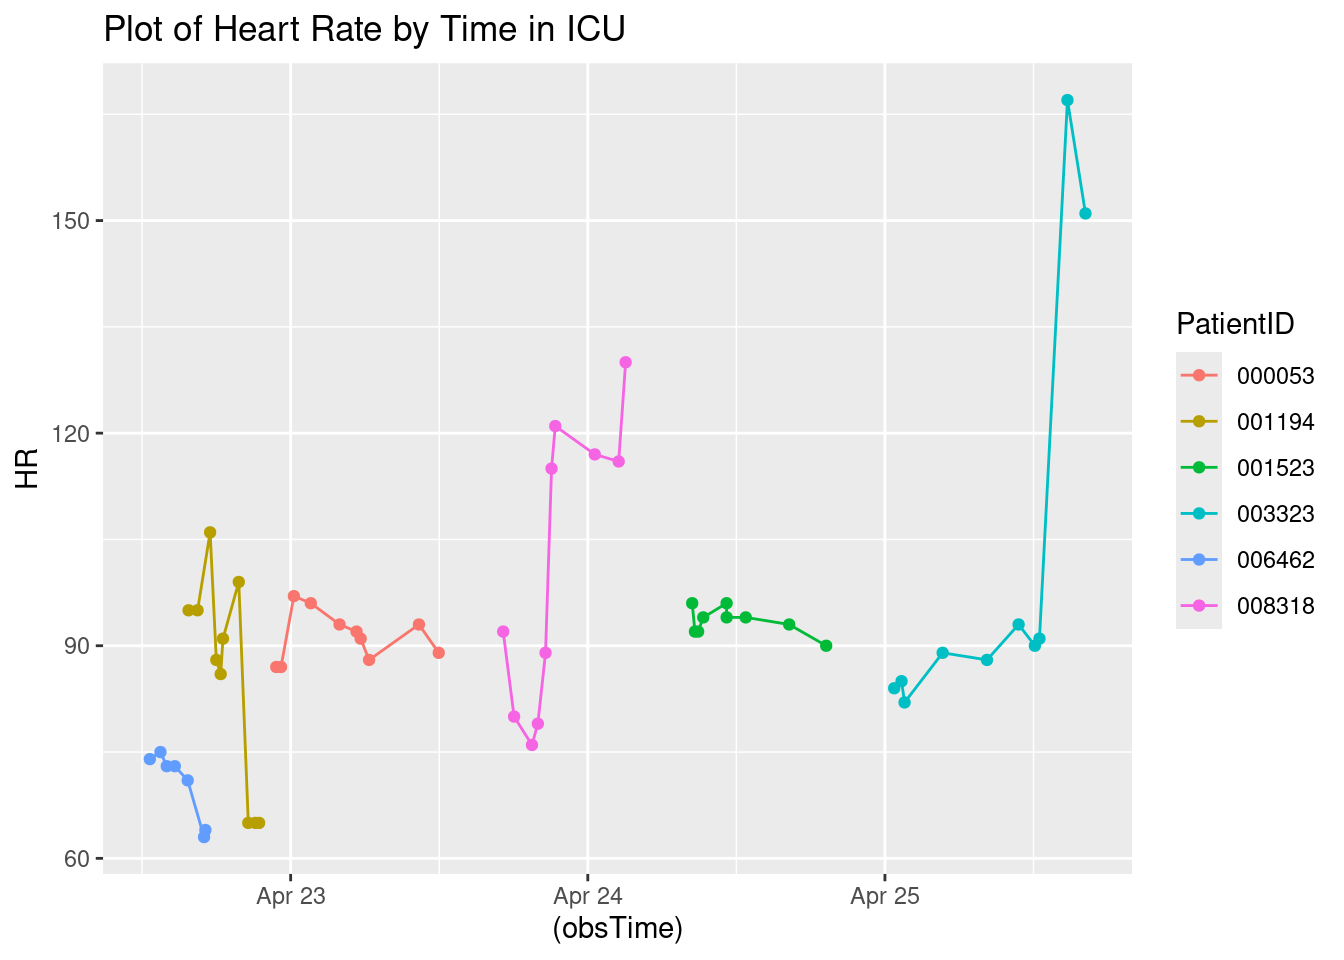 Plot of Heart Rate by Time in ICU
HR
150
120
90
60
Apr 23
Apr 24
Apr 25
(obsTime)
PatientID
000053
001194
001523
003323
006462
008318